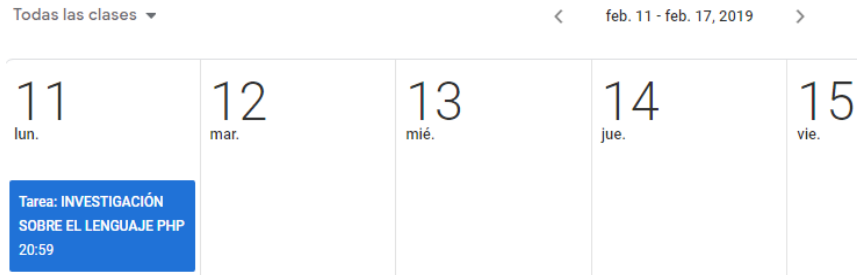 Todas las clases
feb. 11 - feb. 17, 2019
11
lun.
12
mar.
13
mié.
14
jue.
15
vie.
Tarea: INVESTIGACIÓN
SOBRE EL LENGUAJE PHP
20:59